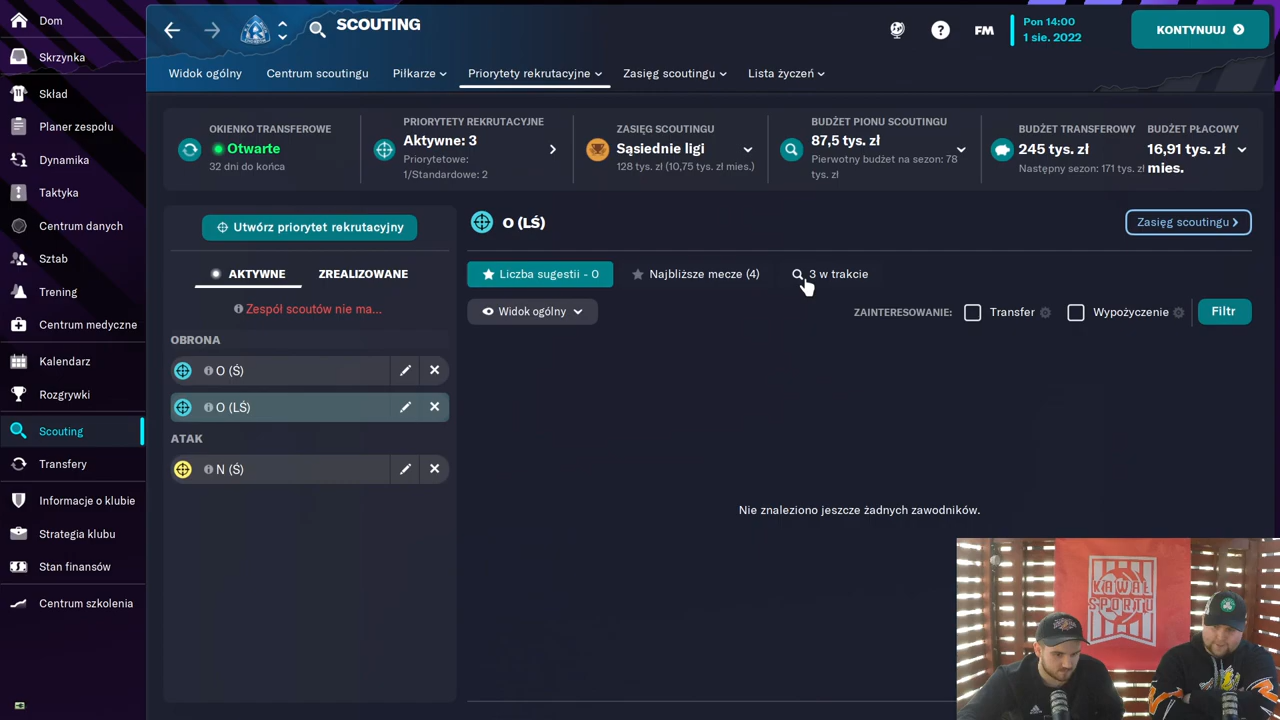 Dom
Skrzynka
Skład
Planer zespołu
Dynamika
Taktyka
Centrum danych
Sztab
Trening
Centrum medyczne
Kalendarz
Rozgrywki
Scouting
Transfery
Informacje o klubie
Strategia klubu
Stan finansów
Centrum szkolenia
SCOUTING
FM
Pon 14:00
1 sie. 2022
KONTYNUUJ
Widok ogólny
Centrum scoutingu
Piłkarze
Priorytety rekrutacyjne
Zasięg scoutingu
Lista życzeń
OKIENKO TRANSFEROWE
Otwarte
32 dni do końca
PRIORYTETY REKRUTACYJNE
Aktywne: 3
Priorytetowe:
1/Standardowe: 2
ZASIĘG SCOUTINGU
Sąsiednie ligi
128 tys. zł (10,75 tys. zł mies.)
BUDŻET PIONU SCOUTINGU
87,5 tys. zł
Pierwotny budżet na sezon: 78
tys. zł
BUDŻET TRANSFEROWY
245 tys. zł
Następny sezon: 171 tys. zł
BUDŻET PŁACOWY
16,91 tys. zł
mies.
Utwórz priorytet rekrutacyjny
AKTYWNE
ZREALIZOWANE
Zespół scoutów nie ma...
OBRONA
O (Ś)
O (LŚ)
ATAK
N (Ś)
O (LŚ)
Zasięg scoutingu
Liczba sugestii - 0
Najbliższe mecze (4)
3 w trakcie
Widok ogólny
ZAINTERESOWANIE:
Transfer
Wypożyczenie
Filtr
Nie znaleziono jeszcze żadnych zawodników.
KAWAŁ
SPORTU